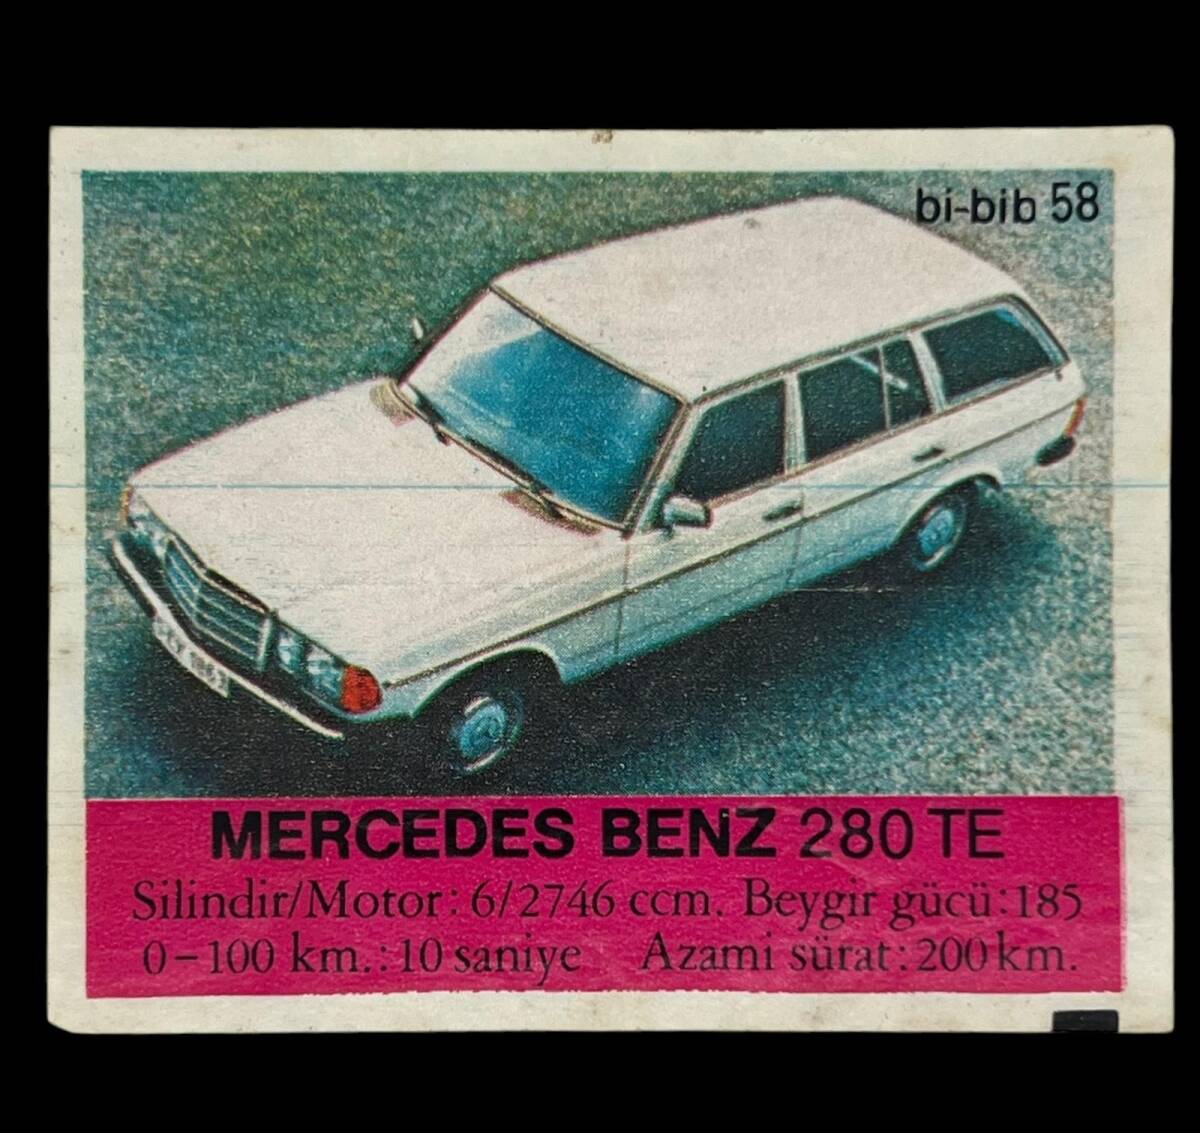 bi-bib 58
MERCEDES BENZ 280 TE
Silindir/Motor: 6/2746 ccm. Beygir gücü:185
0-100 km.: 10 saniye Azami sürat: 200 km.